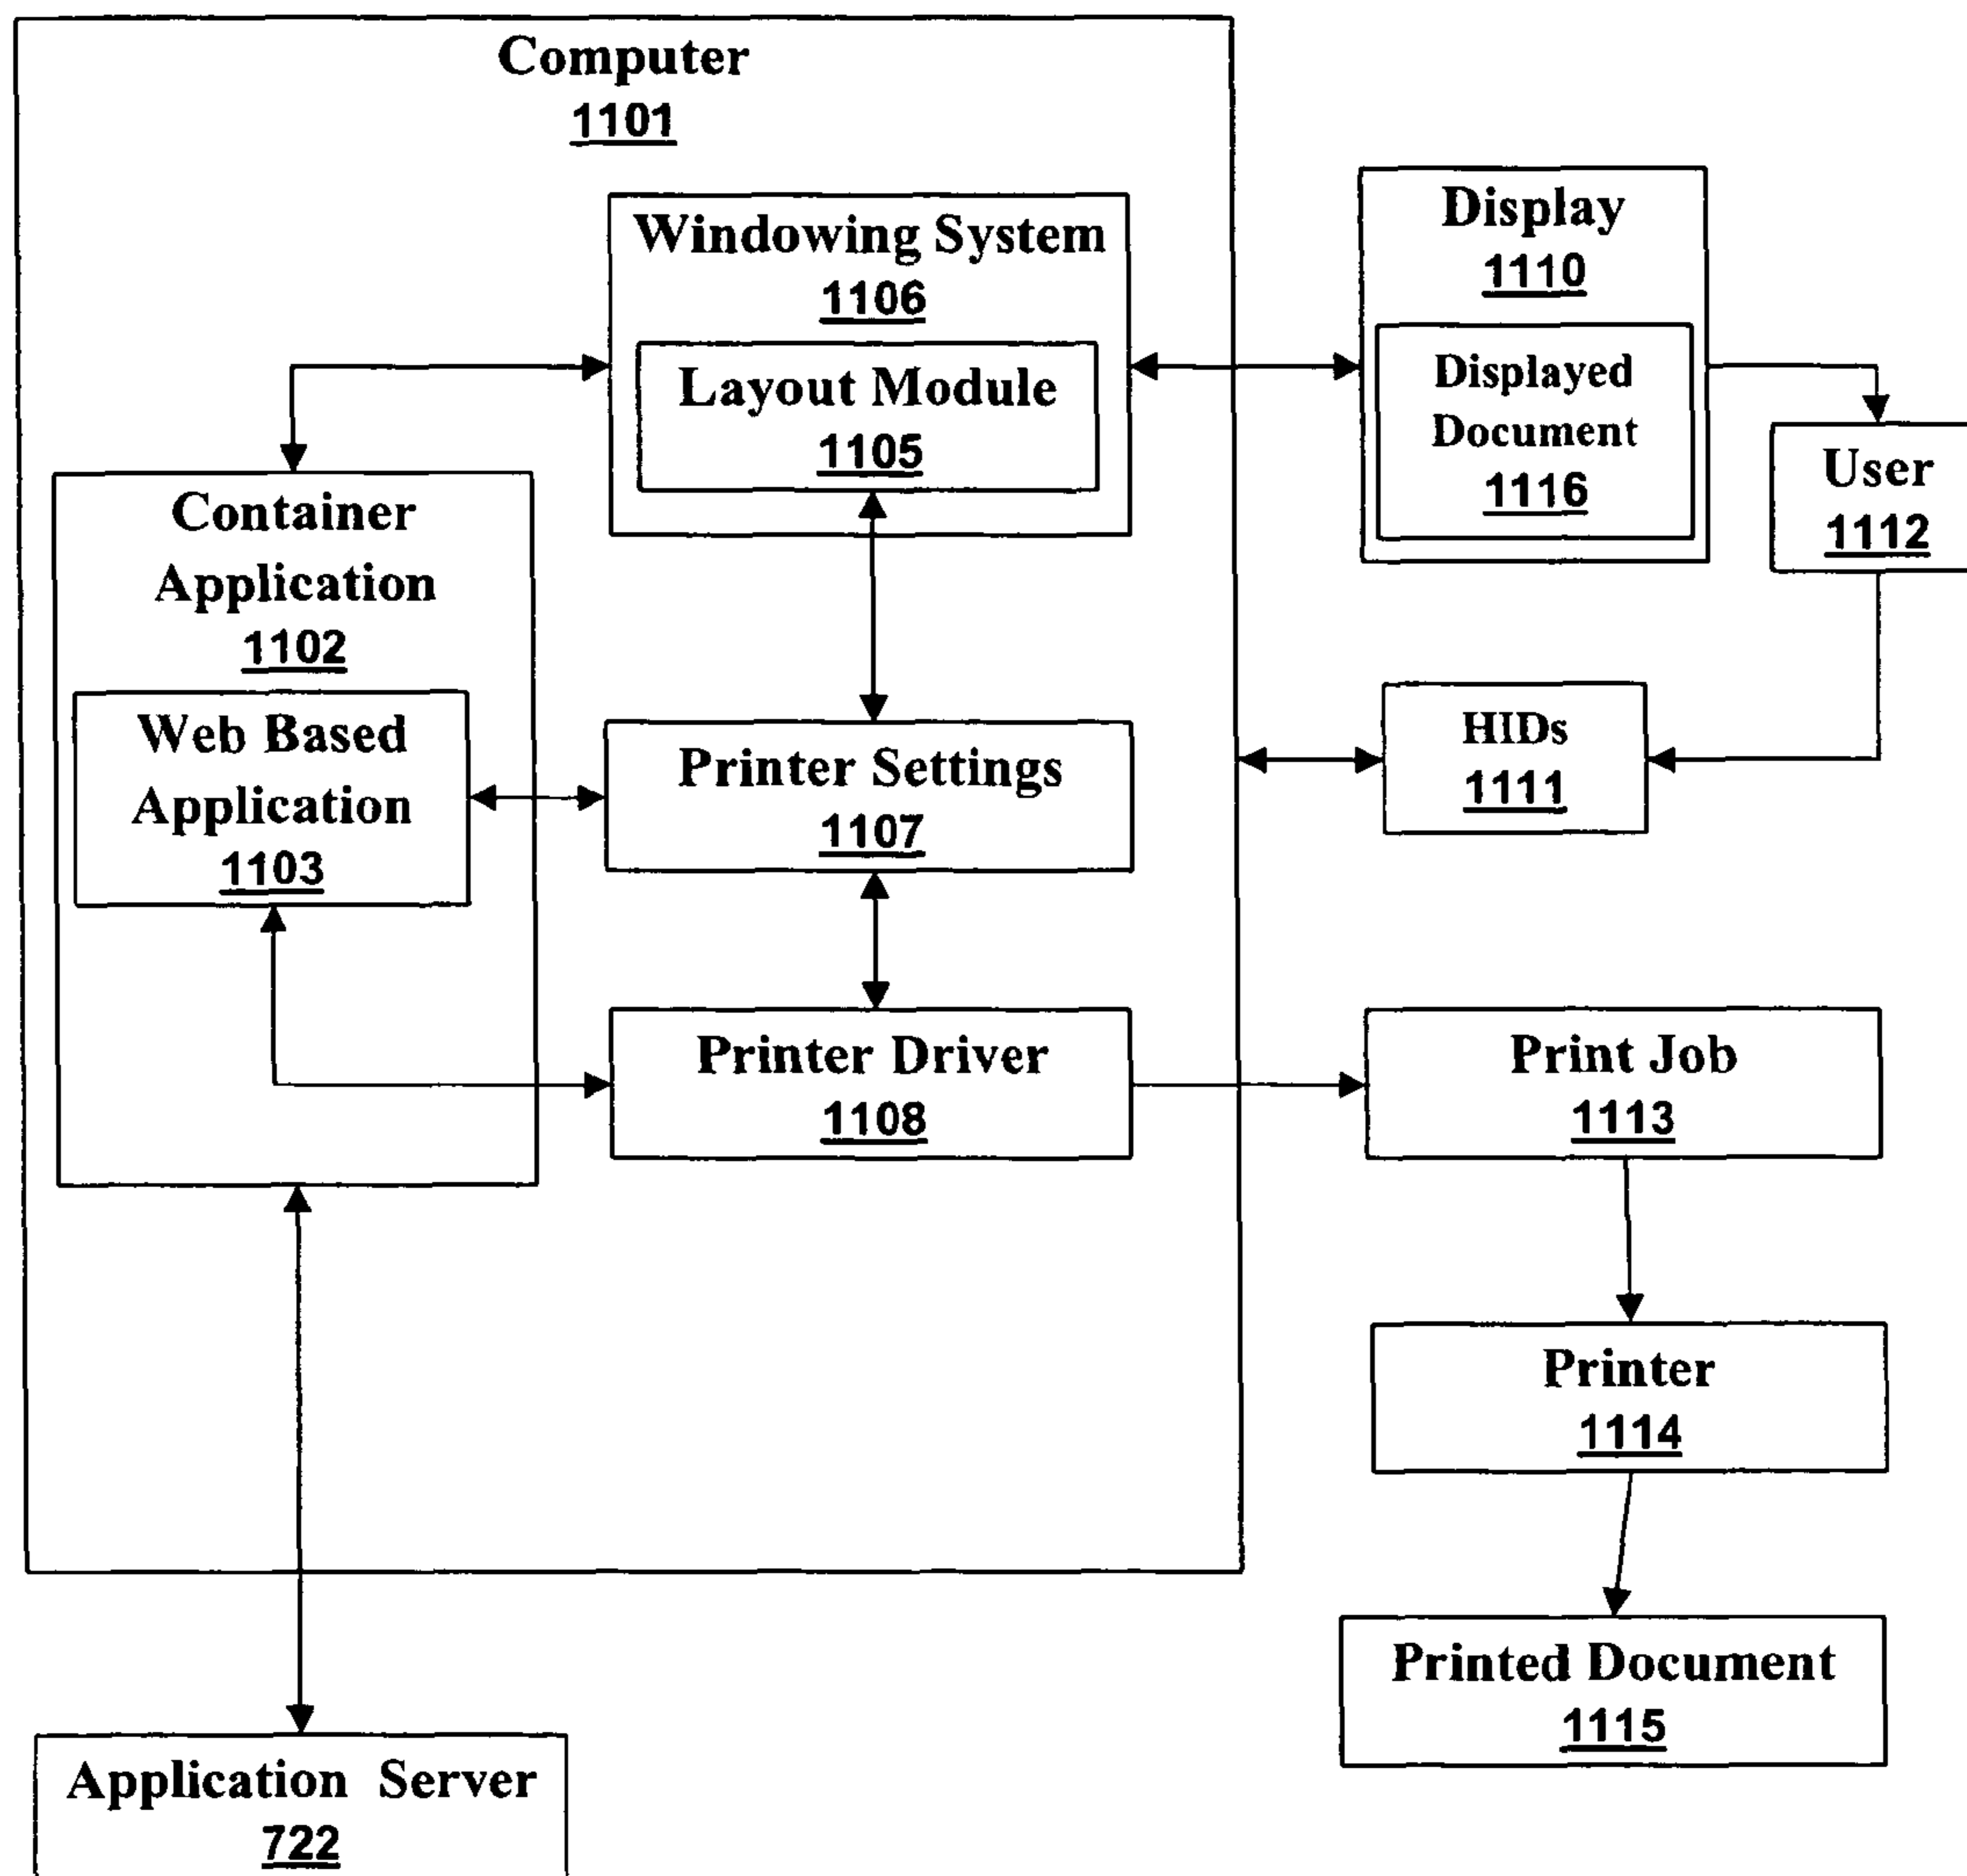 Computer
1101
Windowing System
1106
Layout Module
1105
Display
1110
Displayed
Document
1116
User
1112
Container
Application
1102
Web Based
Application
1103
Printer Settings
1107
HIDs
1111
Printer Driver
1108
Print Job
1113
Printer
1114
Printed Document
1115
Application Server
722